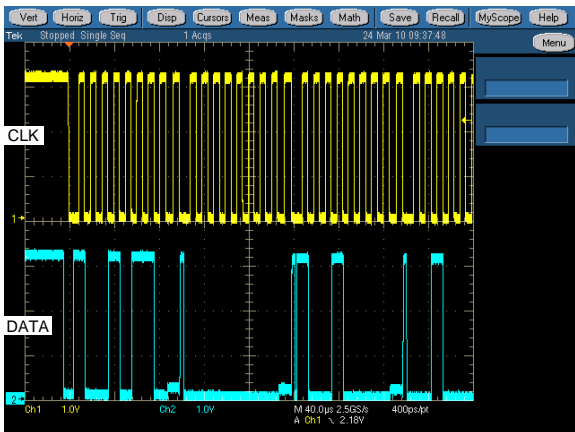 Vert Horiz Trig Disp Cursors Meas Masks Math Save Recall MyScope Help
Tek Stopped Single Seq 1 Acqs 24 Mar 10 09:37:48
Menu
CLK
1
DATA
2
Ch1 1.0V Ch2 1.0V M 40.0µs 2.5GS/s 400ps/pt
A Ch1 \ 2.18V